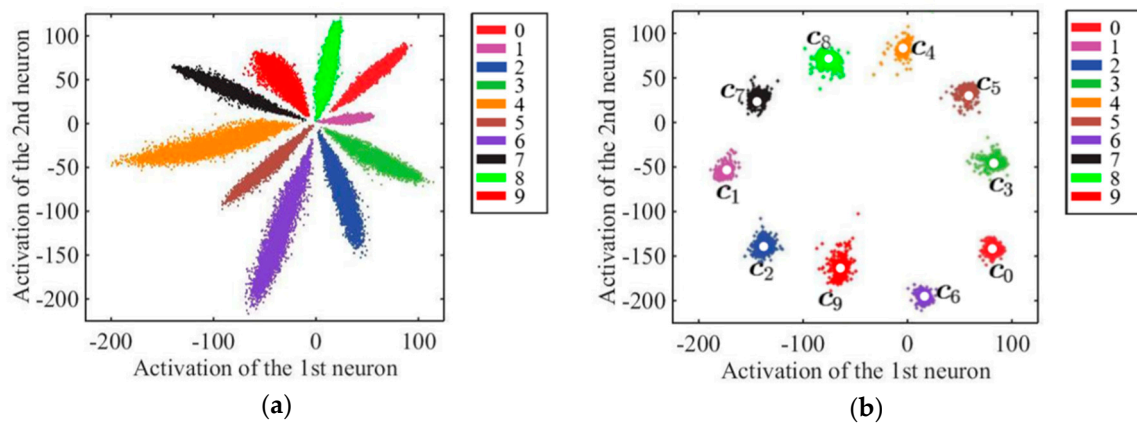 Activation of the 2nd neuron
100
50
0
-50
-100
-150
-200
-200 -100 0 100
Activation of the 1st neuron
0
1
2
3
4
5
6
7
8
9
(a)
Activation of the 2nd neuron
100
50
0
-50
-100
-150
-200
c8
c4
c7
c5
c1
c3
c2
c9
c6
c0
-200 -100 0 100
Activation of the 1st neuron
0
1
2
3
4
5
6
7
8
9
(b)